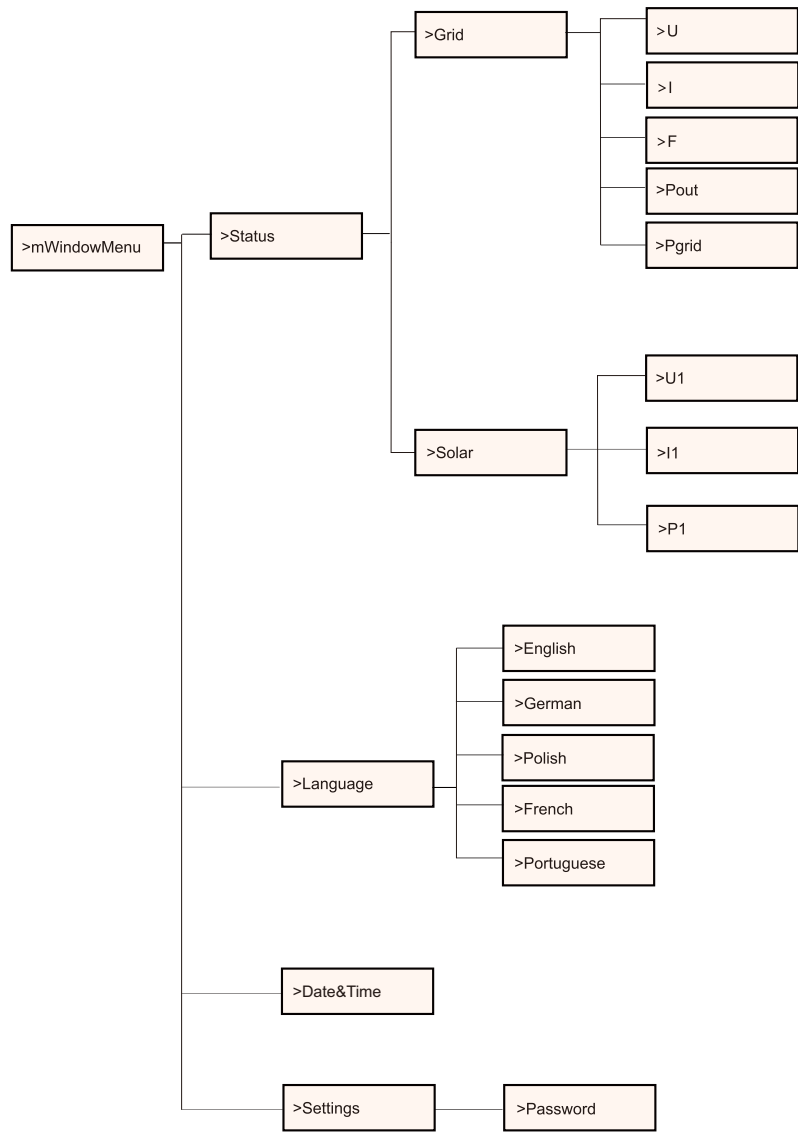 >mWindowMenu
>Status
>Grid
>U
>I
>F
>Pout
>Pgrid
>Solar
>U1
>I1
>P1
>Language
>English
>German
>Polish
>French
>Portuguese
>Date&Time
>Settings
>Password